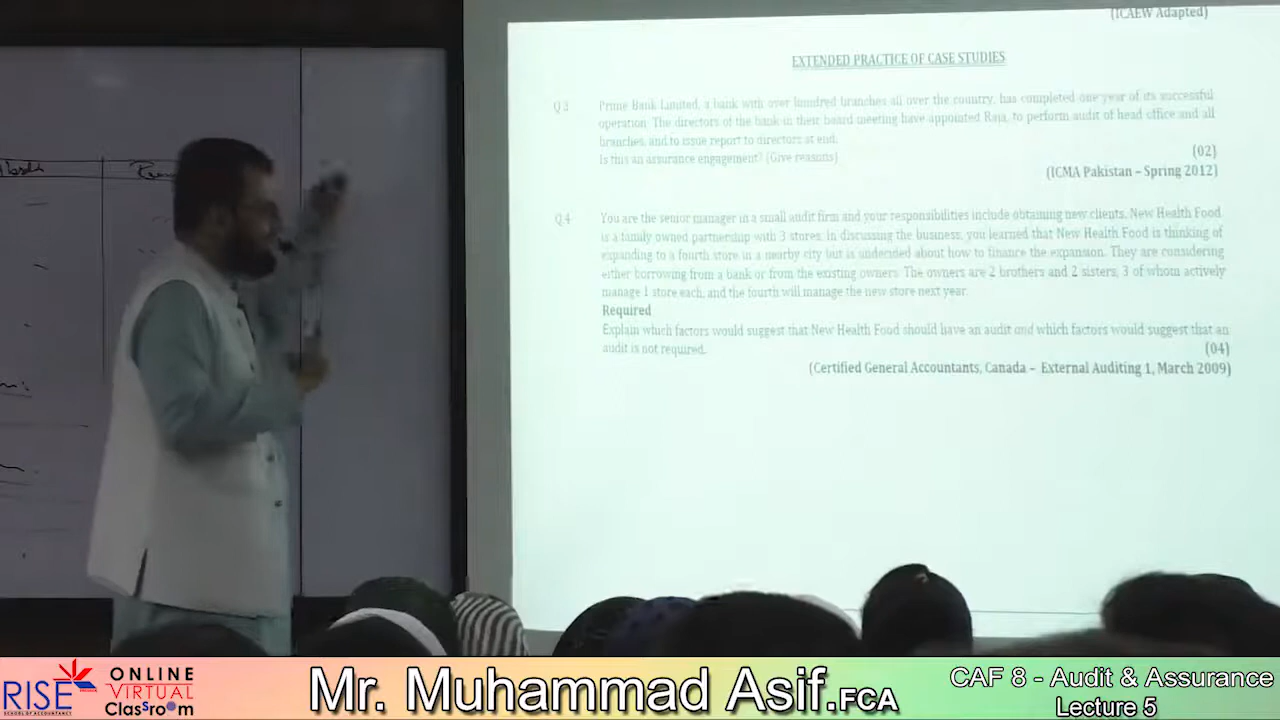 (ICAEW Adapted)
EXTENDED PRACTICE OF CASE STUDIES
Q 3 Prime Bank Limited, a bank with over hundred branches all over the country, has completed one year of its successful
operation. The directors of the bank in their board meeting have appointed Raja, to perform audit of head office and all
branches, and to issue report to directors at end.
Is this an assurance engagement? (Give reasons)
(02)
(ICMA Pakistan – Spring 2012)
Q 4 You are the senior manager in a small audit firm and your responsibilities include obtaining new clients. New Health Food
is a family owned partnership with 3 stores. In discussing the business, you learned that New Health Food is thinking of
expanding to a fourth store in a nearby city but is undecided about how to finance the expansion. They are considering
either borrowing from a bank or from the existing owners. The owners are 2 brothers and 2 sisters, 3 of whom actively
manage 1 store each, and the fourth will manage the new store next year.
Required
Explain which factors would suggest that New Health Food should have an audit and which factors would suggest that an
audit is not required.
(04)
(Certified General Accountants, Canada – External Auditing 1, March 2009)
RISE
SCHOOL OF ACCOUNTANCY
ONLINE
VIRTUAL
Classroom
Mr. Muhammad Asif.FCA
CAF 8 - Audit & Assurance
Lecture 5